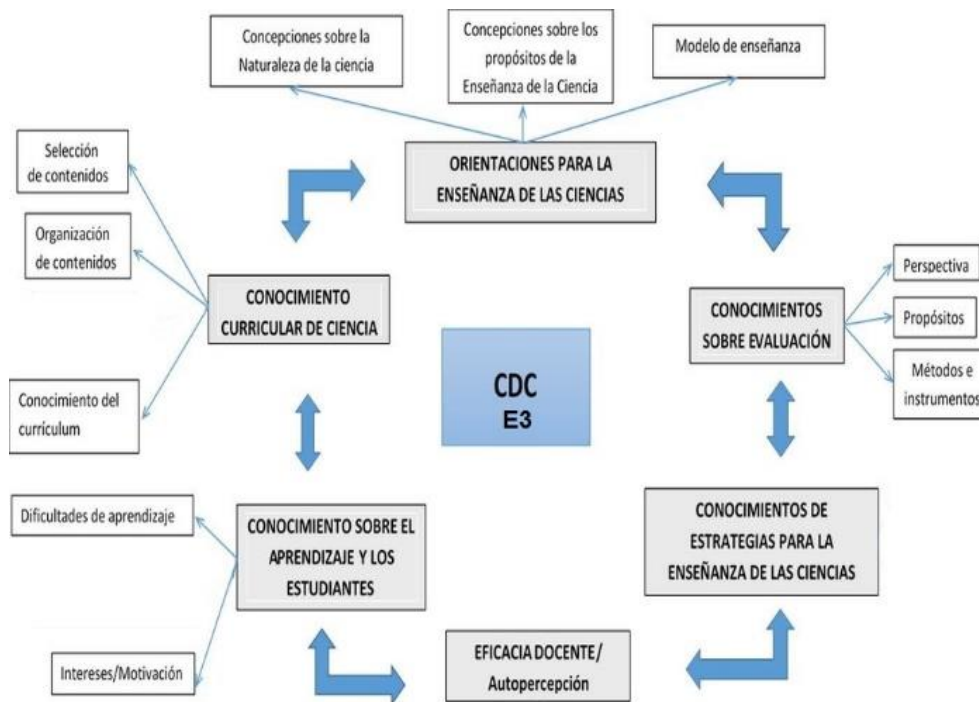 Concepciones sobre la
Naturaleza de la ciencia
Concepciones sobre los
propósitos de la
Enseñanza de la Ciencia
Modelo de enseñanza
ORIENTACIONES PARA LA
ENSEÑANZA DE LAS CIENCIAS
Selección
de contenidos
Organización
de contenidos
Conocimiento del
currículum
CONOCIMIENTO
CURRICULAR DE CIENCIA
CDC
E3
CONOCIMIENTOS
SOBRE EVALUACIÓN
Perspectiva
Propósitos
Métodos e
instrumentos
Dificultades de aprendizaje
Intereses/Motivación
CONOCIMIENTO SOBRE EL
APRENDIZAJE Y LOS
ESTUDIANTES
CONOCIMIENTOS DE
ESTRATEGIAS PARA LA
ENSEÑANZA DE LAS CIENCIAS
EFICACIA DOCENTE/
Autopercepción